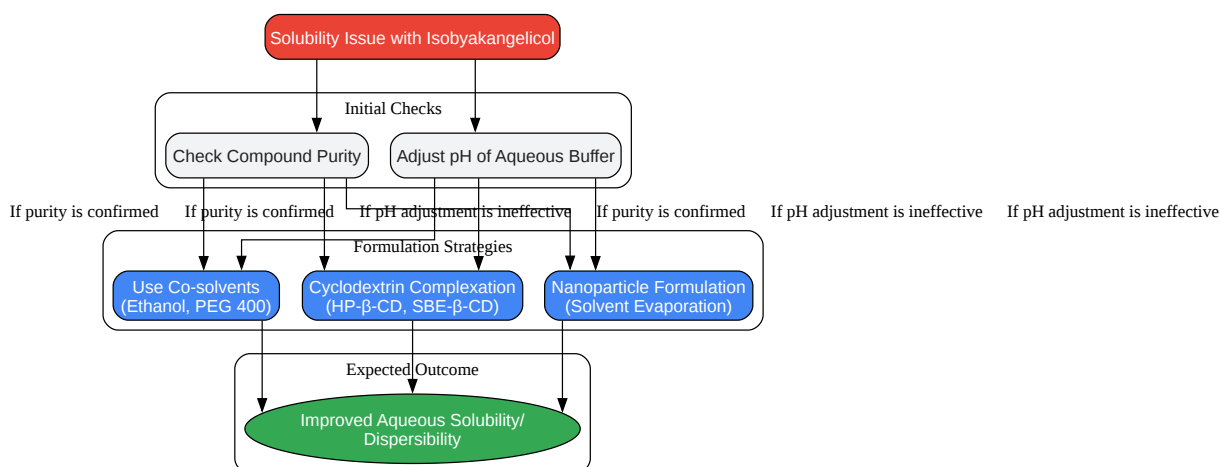 Solubility Issue with Isobyakangelicol
Initial Checks
Check Compound Purity
Adjust pH of Aqueous Buffer
If purity is confirmed
If purity is confirmed
If pH adjustment is ineffective
If purity is confirmed
If pH adjustment is ineffective
If pH adjustment is ineffective
Formulation Strategies
Use Co-solvents
(Ethanol, PEG 400)
Cyclodextrin Complexation
(HP-β-CD, SBE-β-CD)
Nanoparticle Formulation
(Solvent Evaporation)
Expected Outcome
Improved Aqueous Solubility/
Dispersibility